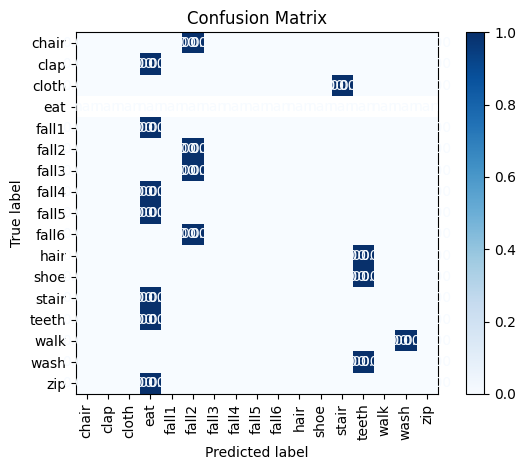 Confusion Matrix
True label
chair
clap
cloth
eat
fall1
fall2
fall3
fall4
fall5
fall6
hair
shoe
stair
teeth
walk
wash
zip
chair
clap
cloth
eat
fall1
fall2
fall3
fall4
fall5
fall6
hair
shoe
stair
teeth
walk
wash
zip
Predicted label
1.0
0.8
0.6
0.4
0.2
0.0